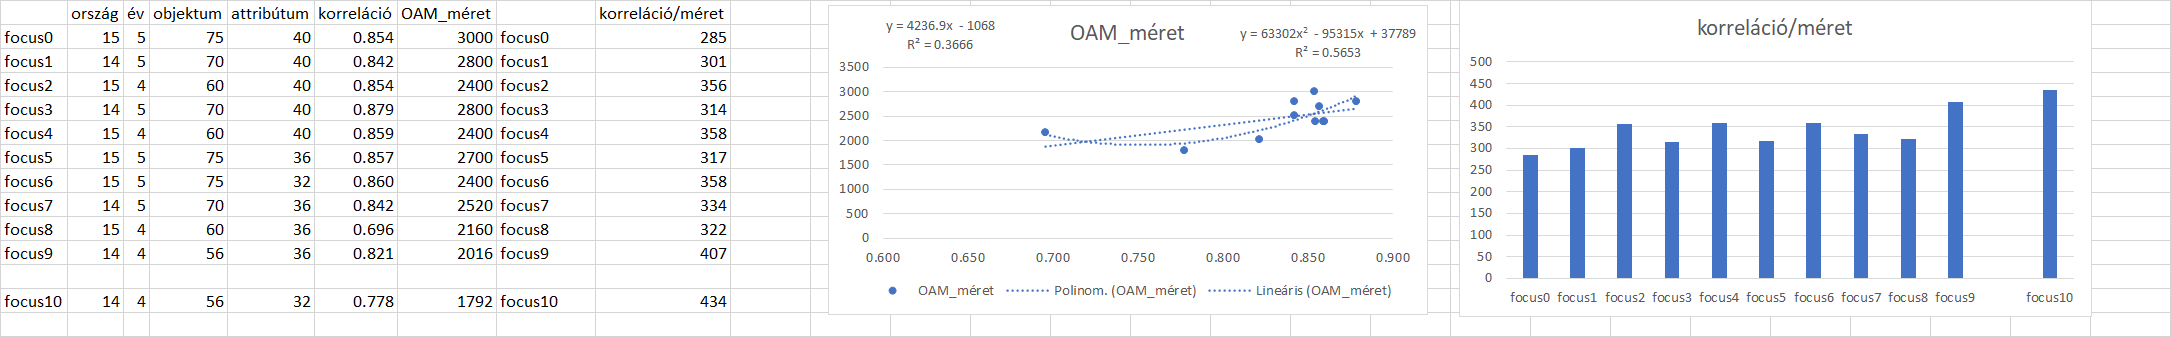 ország év objektum attribútum korreláció OAM_méret korreláció/méret
focus0 15 5 75 40 0.854 3000 focus0 285
focus1 14 5 70 40 0.842 2800 focus1 301
focus2 15 4 60 40 0.854 2400 focus2 356
focus3 14 5 70 40 0.879 2800 focus3 314
focus4 15 4 60 40 0.859 2400 focus4 358
focus5 15 5 75 36 0.857 2700 focus5 317
focus6 15 5 75 32 0.860 2400 focus6 358
focus7 14 5 70 36 0.842 2520 focus7 334
focus8 15 4 60 36 0.696 2160 focus8 322
focus9 14 4 56 36 0.821 2016 focus9 407
focus10 14 4 56 32 0.778 1792 focus10 434
y = 4236.9x - 1068
R² = 0.3666
OAM_méret
y = 63302x² - 95315x + 37789
R² = 0.5653
3500
3000
2500
2000
1500
1000
500
0
0.600 0.650 0.700 0.750 0.800 0.850 0.900
OAM_méret Polinom. (OAM_méret) Lineáris (OAM_méret)
korreláció/méret
500
450
400
350
300
250
200
150
100
50
0
focus0 focus1 focus2 focus3 focus4 focus5 focus6 focus7 focus8 focus9 focus10